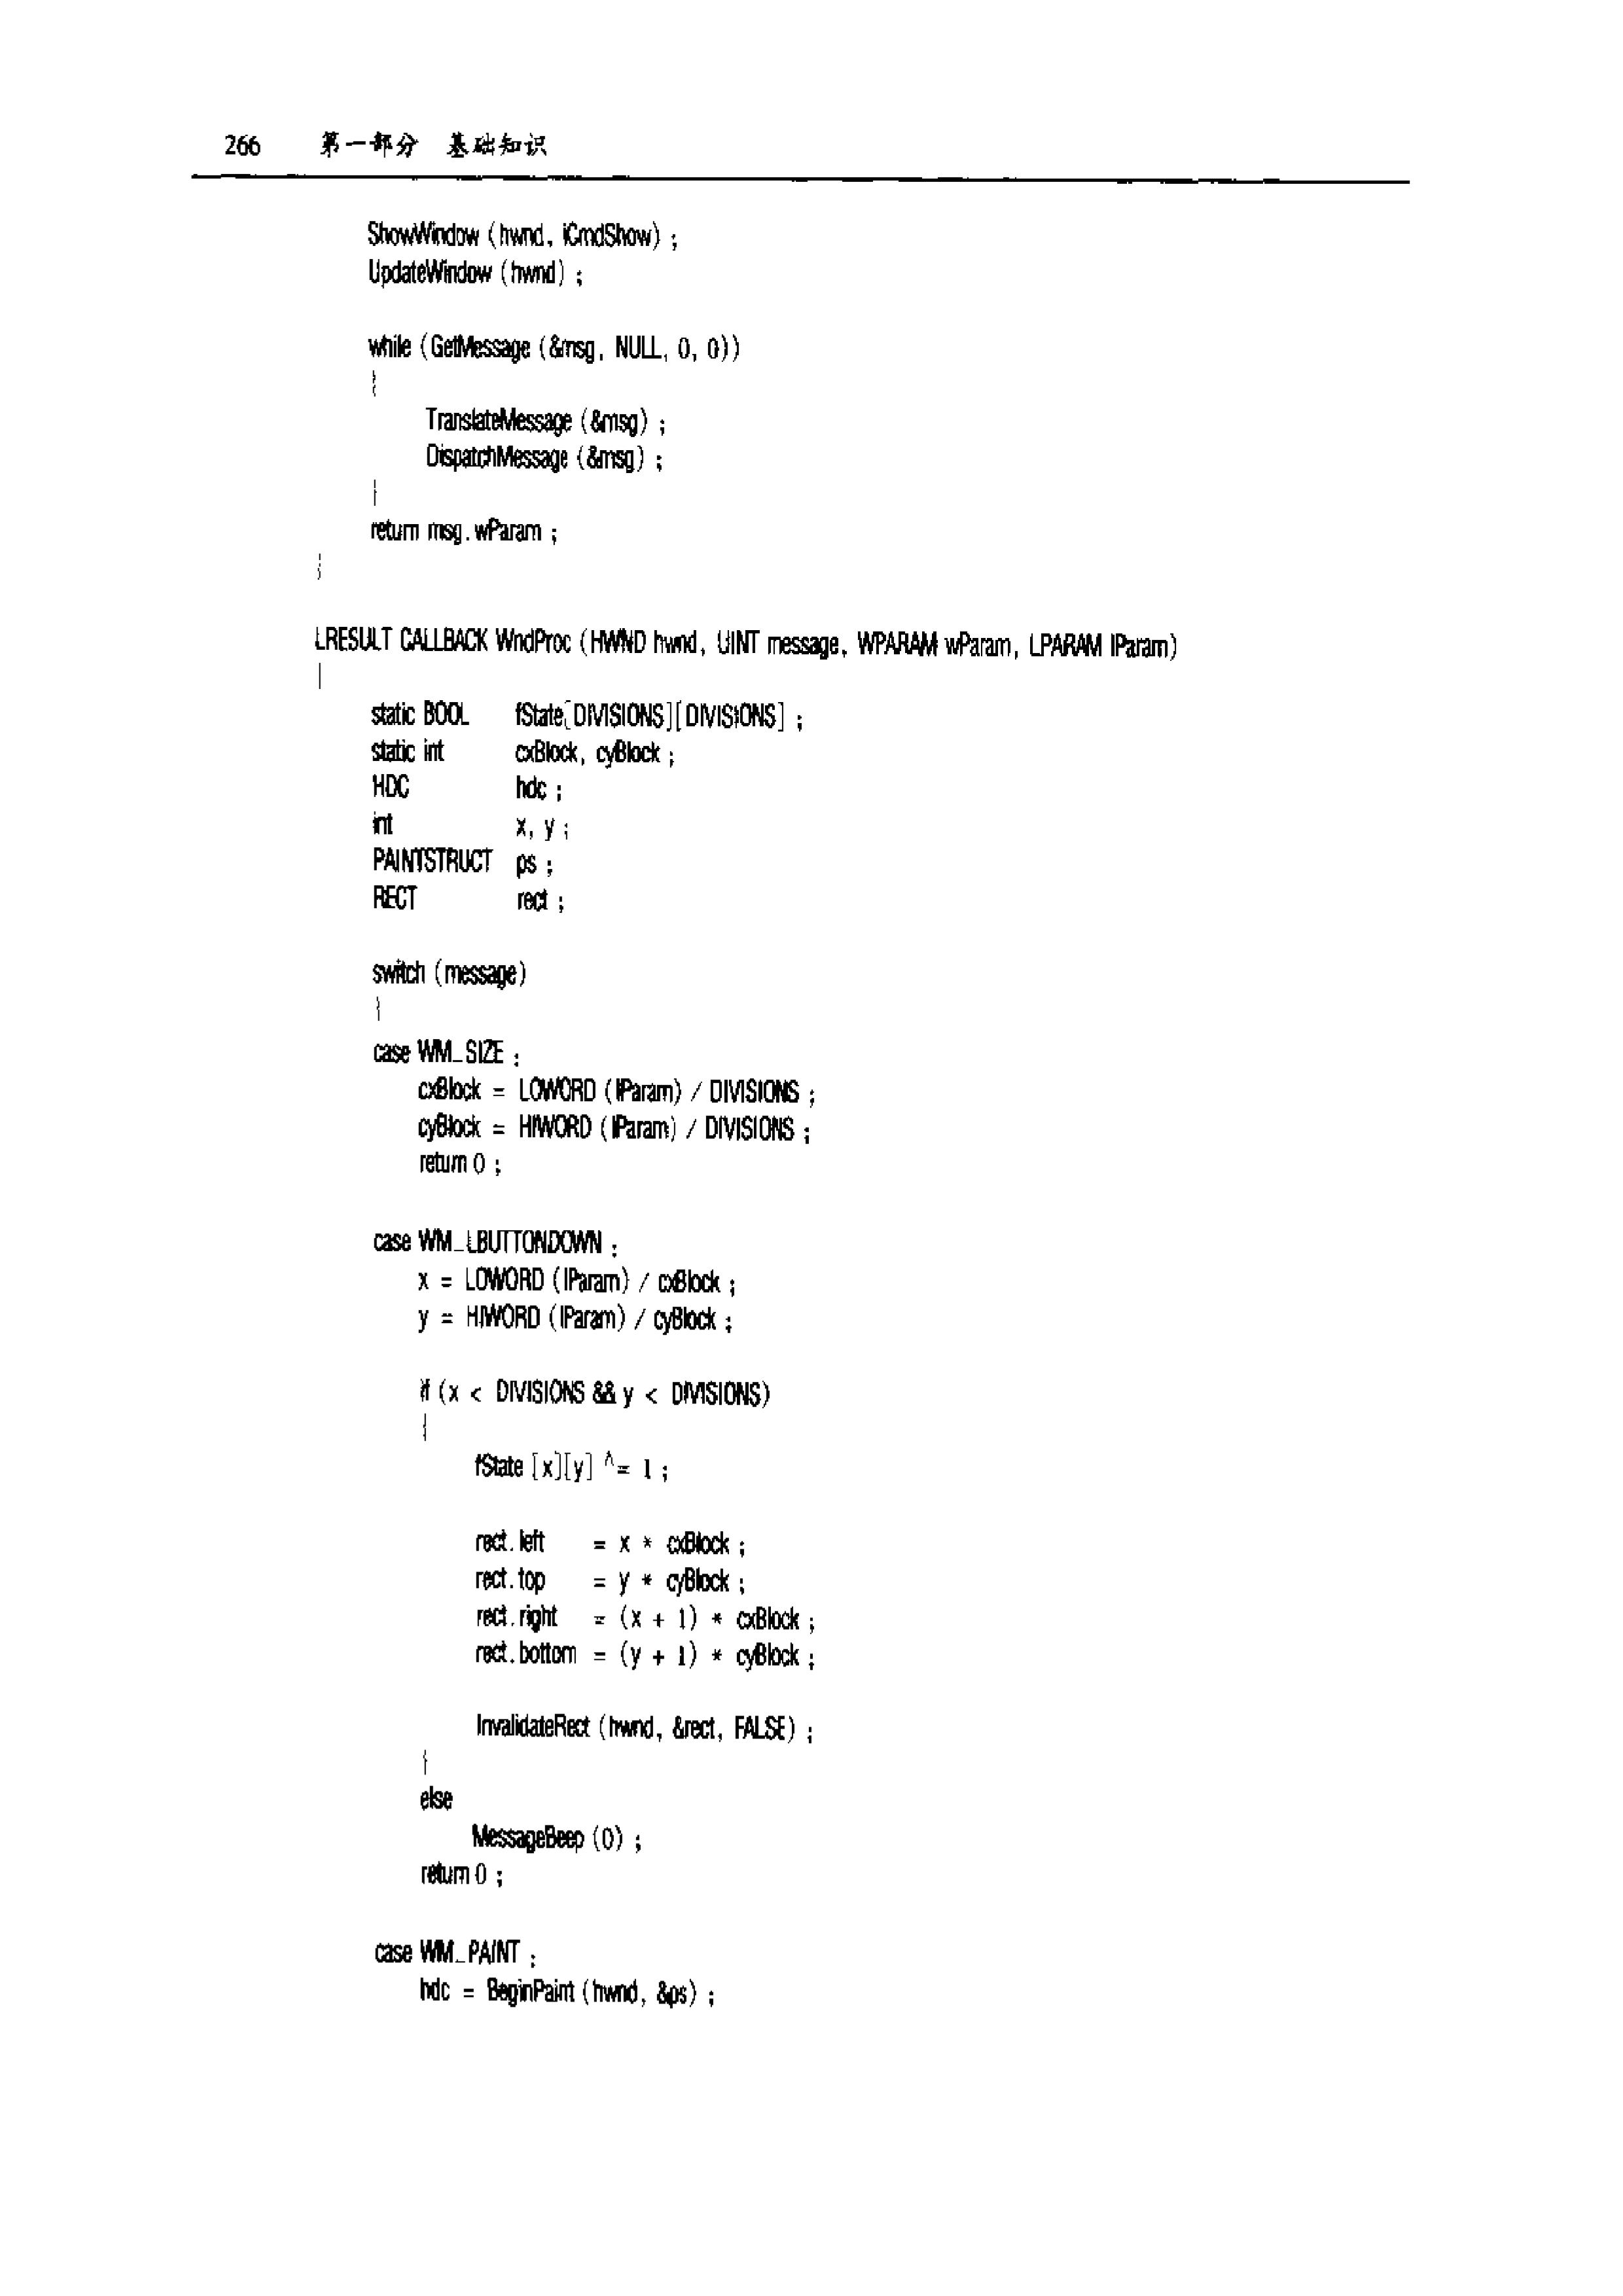 266 第一部分 基础知识
ShowWindow (hwnd, iCmdShow) ;
UpdateWindow (hwnd) ;
while (GetMessage (&msg, NULL, 0, 0))
{
TranslateMessage (&msg) ;
DispatchMessage (&msg) ;
}
return msg.wParam ;
}
LRESULT CALLBACK WndProc (HWND hwnd, UINT message, WPARAM wParam, LPARAM lParam)
{
static BOOL fState[DIVISIONS][DIVISIONS] ;
static int cxBlock, cyBlock ;
HDC hdc ;
int x, y ;
PAINTSTRUCT ps ;
RECT rect ;
switch (message)
{
case WM_SIZE :
cxBlock = LOWORD (lParam) / DIVISIONS ;
cyBlock = HIWORD (lParam) / DIVISIONS ;
return 0 ;
case WM_LBUTTONDOWN :
x = LOWORD (lParam) / cxBlock ;
y = HIWORD (lParam) / cyBlock ;
if (x < DIVISIONS && y < DIVISIONS)
{
fState [x][y] ^= 1 ;
rect.left = x * cxBlock ;
rect.top = y * cyBlock ;
rect.right = (x + 1) * cxBlock ;
rect.bottom = (y + 1) * cyBlock ;
InvalidateRect (hwnd, &rect, FALSE) ;
}
else
MessageBeep (0) ;
return 0 ;
case WM_PAINT :
hdc = BeginPaint (hwnd, &ps) ;